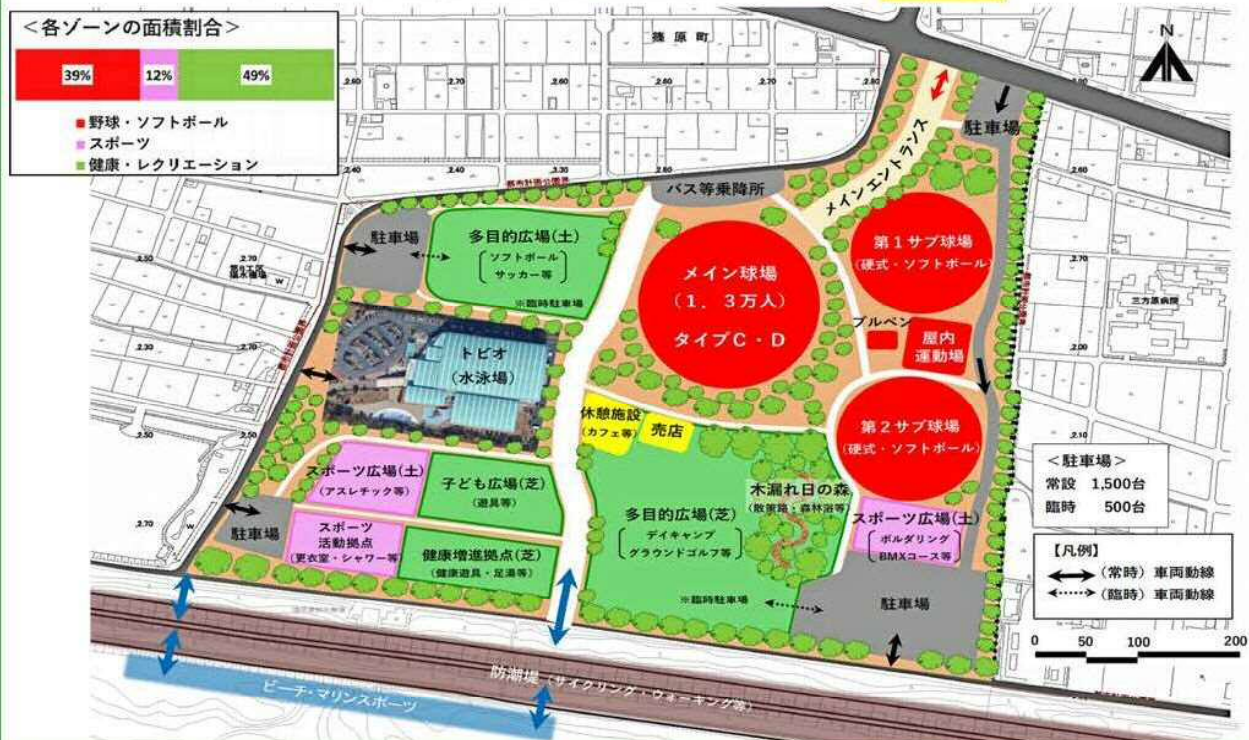 ＜各ゾーンの面積割合＞
39%
12%
49%
■野球・ソフトボール
■スポーツ
■健康・レクリエーション
篠原町
N
駐車場
メインエントランス
バス等乗降所
駐車場
多目的広場(土)
ソフトボール
サッカー等
※臨時駐車場
メイン球場
(1．3万人)
タイプC・D
第1サブ球場
(硬式・ソフトボール)
ブルペン
屋内
運動場
三方原病院
トビオ
(水泳場)
休憩施設
(カフェ等)
売店
第2サブ球場
(硬式・ソフトボール)
スポーツ広場(土)
(アスレチック等)
子ども広場(芝)
(遊具等)
多目的広場(芝)
デイキャンプ
グラウンドゴルフ等
木漏れ日の森
(散策路・森林浴等)
スポーツ広場(土)
ボルダリング
BMXコース等
＜駐車場＞
常設 1,500台
臨時 500台
駐車場
スポーツ
活動拠点
(更衣室・シャワー等)
健康増進拠点(芝)
(健康遊具・足湯等)
※臨時駐車場
駐車場
【凡例】
(常時)車両動線
(臨時)車両動線
0 50 100 200
防潮堤(サイクリング・ウォーキング等)
ビーチ・マリンスポーツ